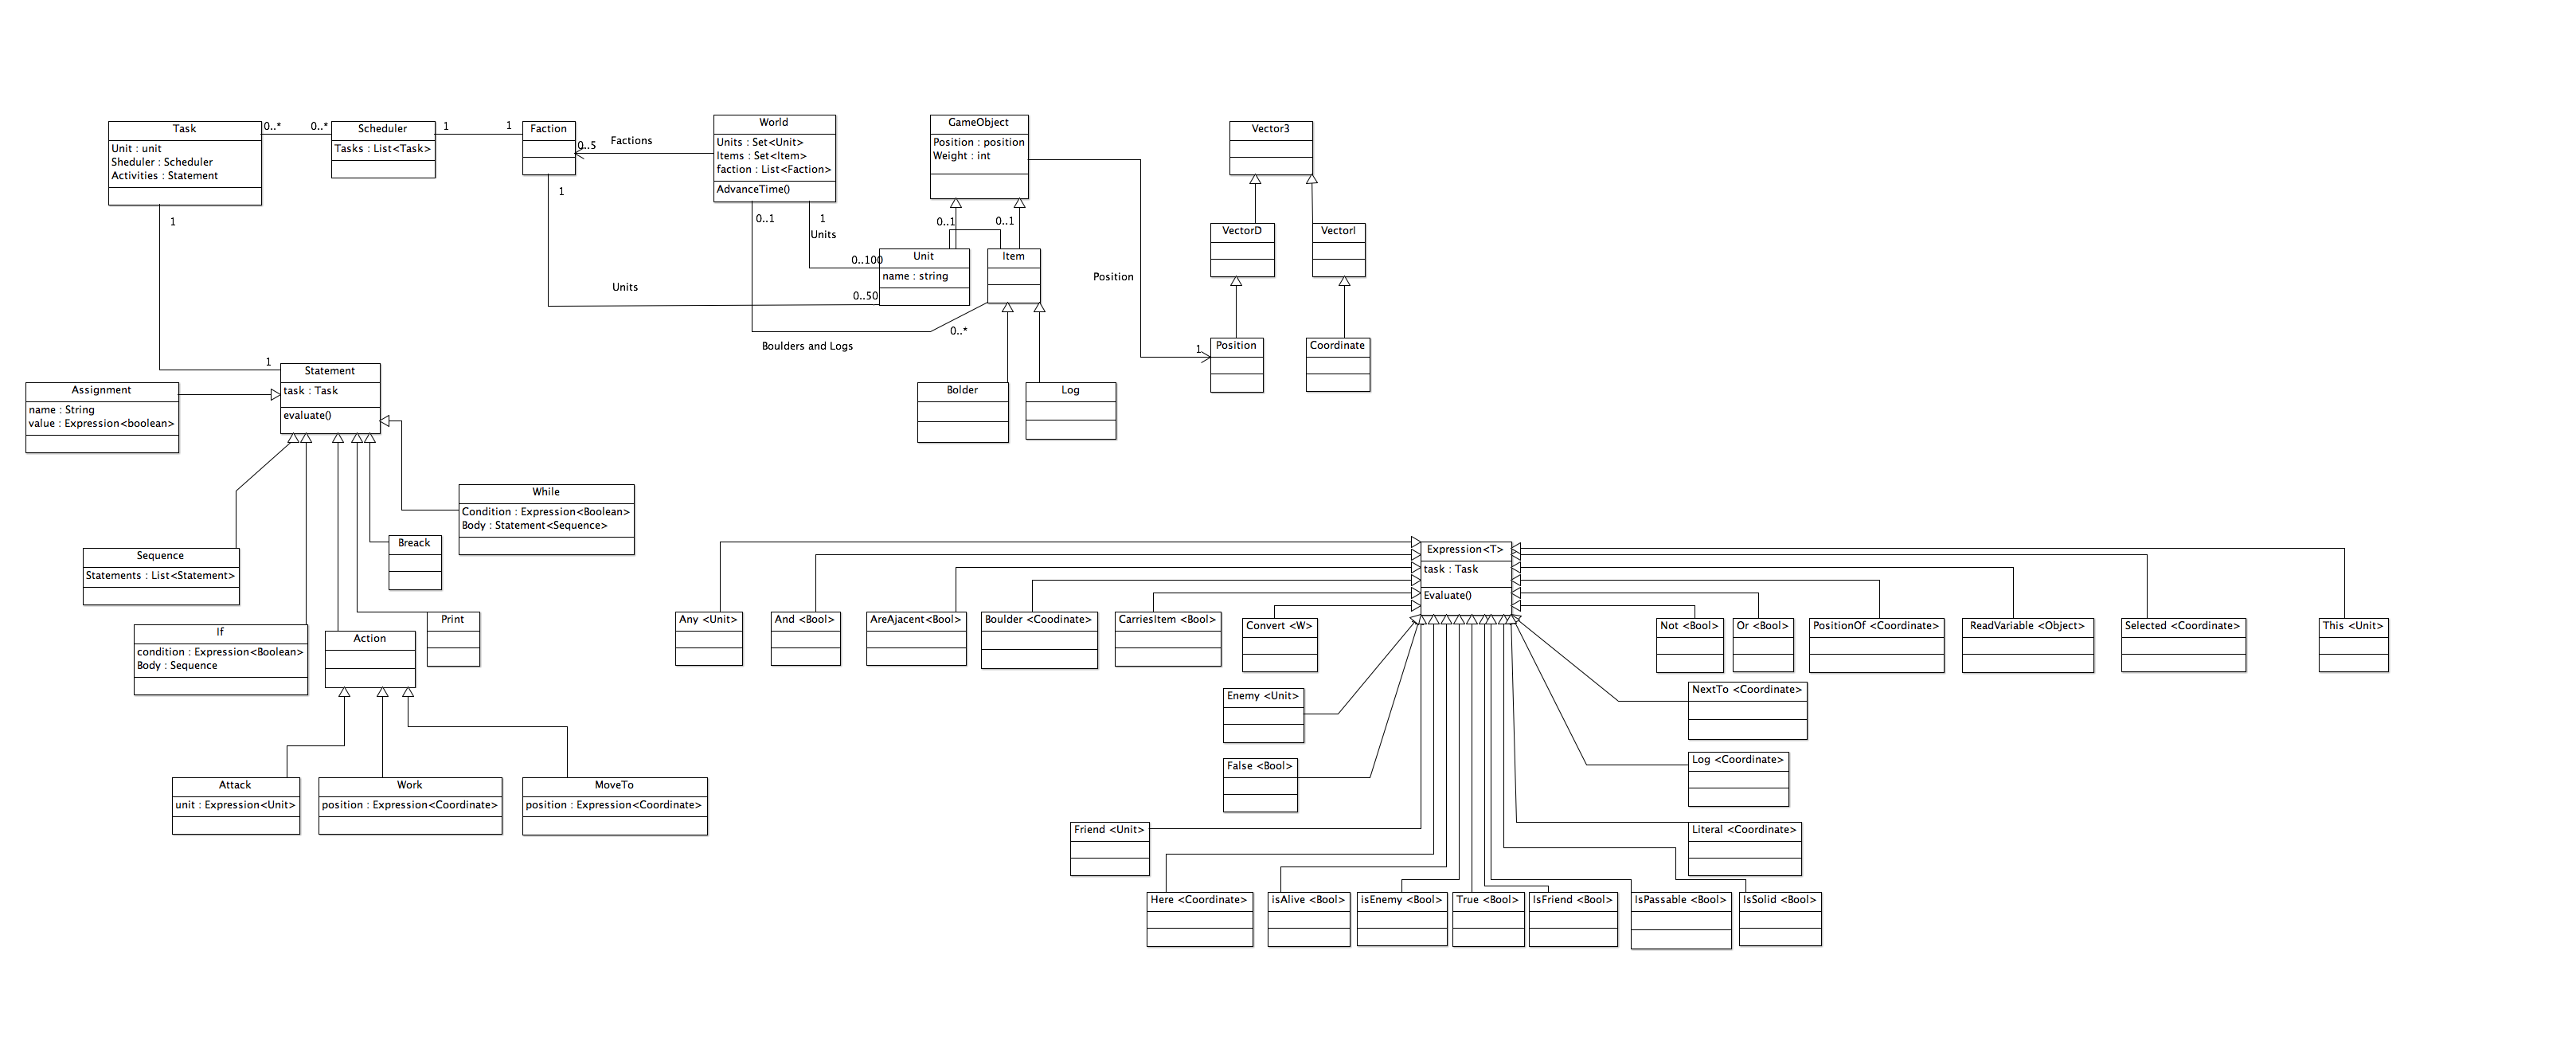 Task
Unit : unit
Sheduler : Scheduler
Activities : Statement
0..*
0..*
Scheduler
Tasks : List<Task>
1
1
Faction
0..5
Factions
World
Units : Set<Unit>
Items : Set<Item>
faction : List<Faction>
AdvanceTime()
GameObject
Position : position
Weight : int
Vector3
1
1
0..1
1
Units
0..1
0..1
0..100
Unit
name : string
Item
VectorD
VectorI
Position
Units
0..50
0..*
Boulders and Logs
1
Position
Coordinate
1
Statement
task : Task
evaluate()
Assignment
name : String
value : Expression<boolean>
Bolder
Log
While
Condition : Expression<Boolean>
Body : Statement<Sequence>
Breack
Sequence
Statements : List<Statement>
Expression<T>
task : Task
Evaluate()
If
condition : Expression<Boolean>
Body : Sequence
Action
Print
Any <Unit>
And <Bool>
AreAjacent<Bool>
Boulder <Coodinate>
CarriesItem <Bool>
Convert <W>
Not <Bool>
Or <Bool>
PositionOf <Coordinate>
ReadVariable <Object>
Selected <Coordinate>
This <Unit>
Enemy <Unit>
NextTo <Coordinate>
False <Bool>
Log <Coordinate>
Attack
unit : Expression<Unit>
Work
position : Expression<Coordinate>
MoveTo
position : Expression<Coordinate>
Friend <Unit>
Literal <Coordinate>
Here <Coordinate>
isAlive <Bool>
isEnemy <Bool>
True <Bool>
IsFriend <Bool>
IsPassable <Bool>
IsSolid <Bool>